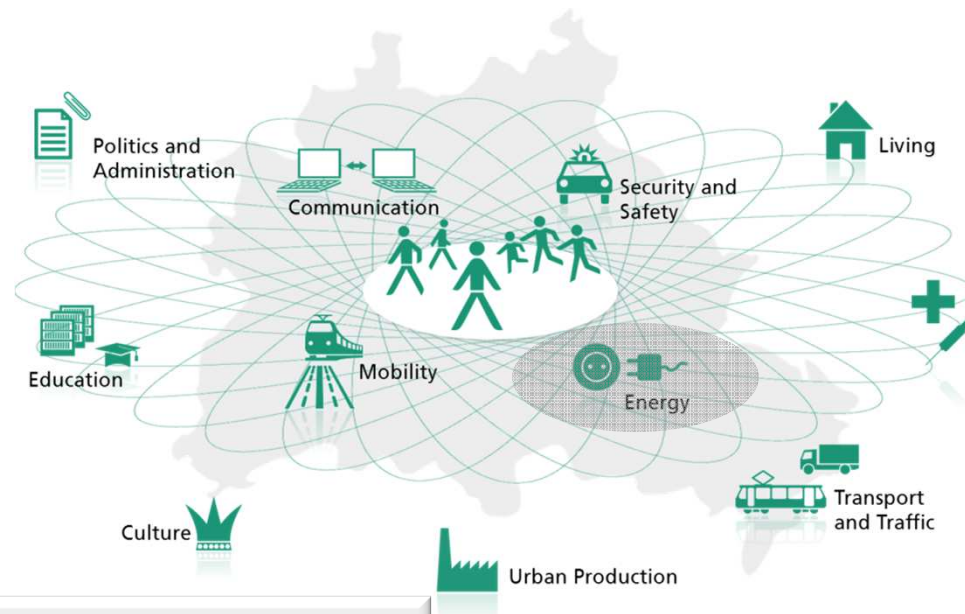 Politics and
Administration
Communication
Security and
Safety
Living
Education
Mobility
Energy
Transport
and Traffic
Culture
Urban Production